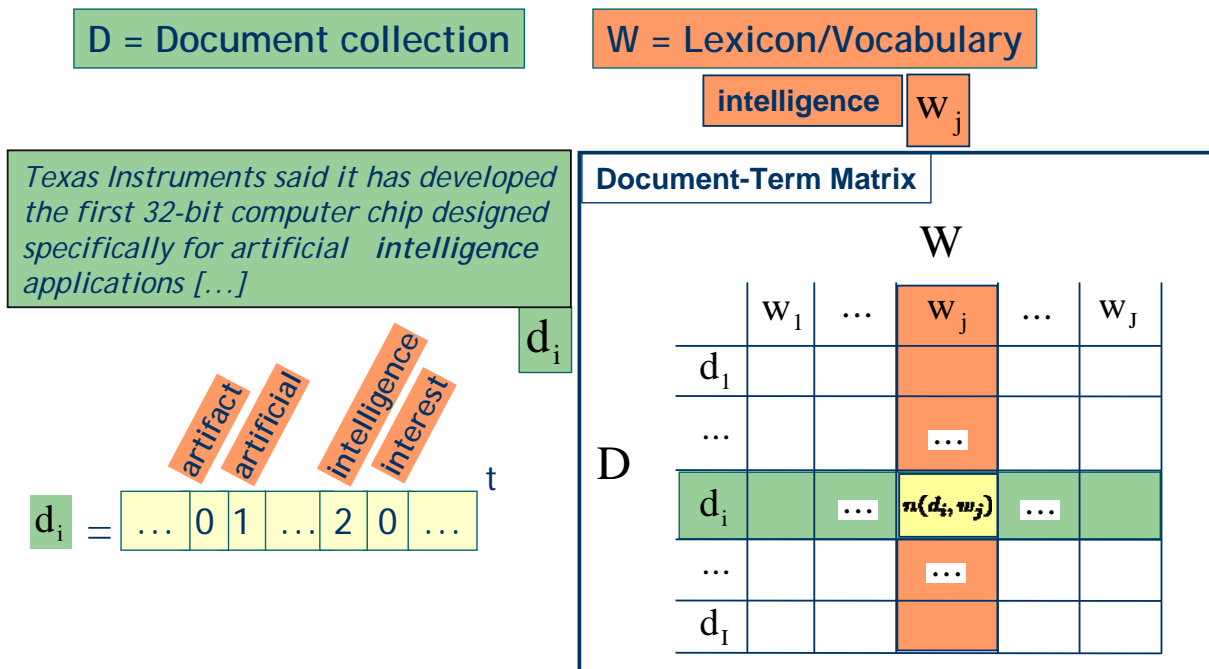 D = Document collection
W = Lexicon/Vocabulary
intelligence
w_j
Texas Instruments said it has developed
the first 32-bit computer chip designed
specifically for artificial intelligence
applications [...]
d_i
artifact
artificial
intelligence
interest
d_i = ... 0 1 ... 2 0 ... t
Document-Term Matrix
W
w_1 ... w_j ... w_J
d_1
... ...
D
d_i ... n(d_i, w_j) ...
... ...
d_I